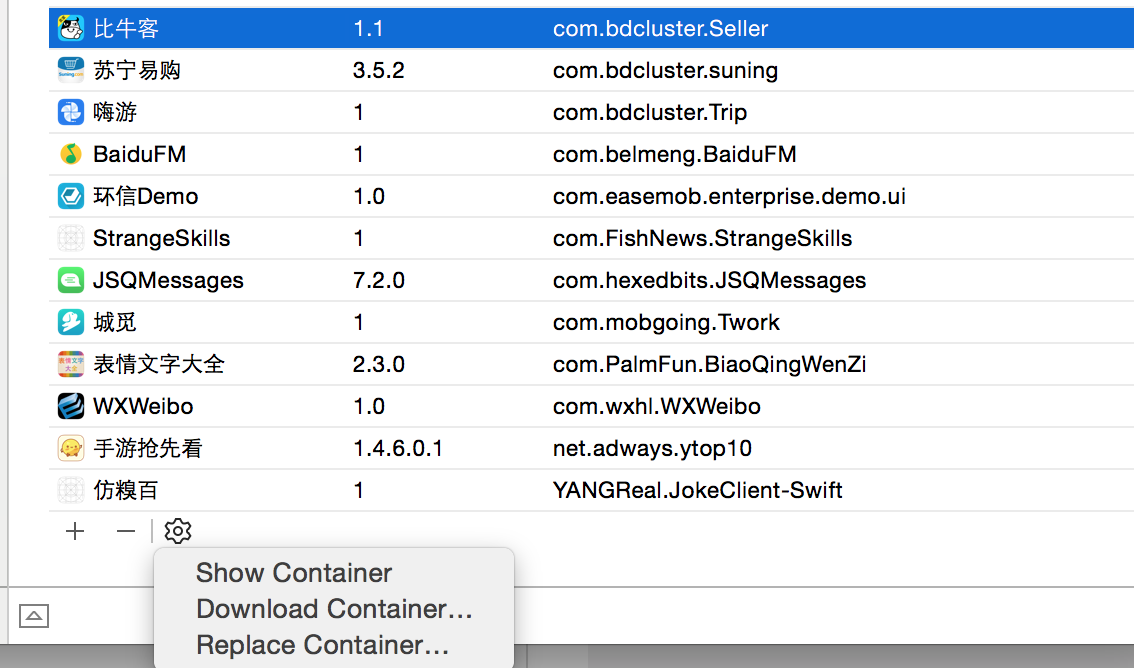 比牛客 1.1 com.bdcluster.Seller
苏宁易购 3.5.2 com.bdcluster.suning
嗨游 1 com.bdcluster.Trip
BaiduFM 1 com.belmeng.BaiduFM
环信Demo 1.0 com.easemob.enterprise.demo.ui
StrangeSkills 1 com.FishNews.StrangeSkills
JSQMessages 7.2.0 com.hexedbits.JSQMessages
城觅 1 com.mobgoing.Twork
表情文字大全 2.3.0 com.PalmFun.BiaoQingWenZi
WXWeibo 1.0 com.wxhl.WXWeibo
手游抢先看 1.4.6.0.1 net.adways.ytop10
仿糗百 1 YANGReal.JokeClient-Swift
Show Container
Download Container…
Replace Container…